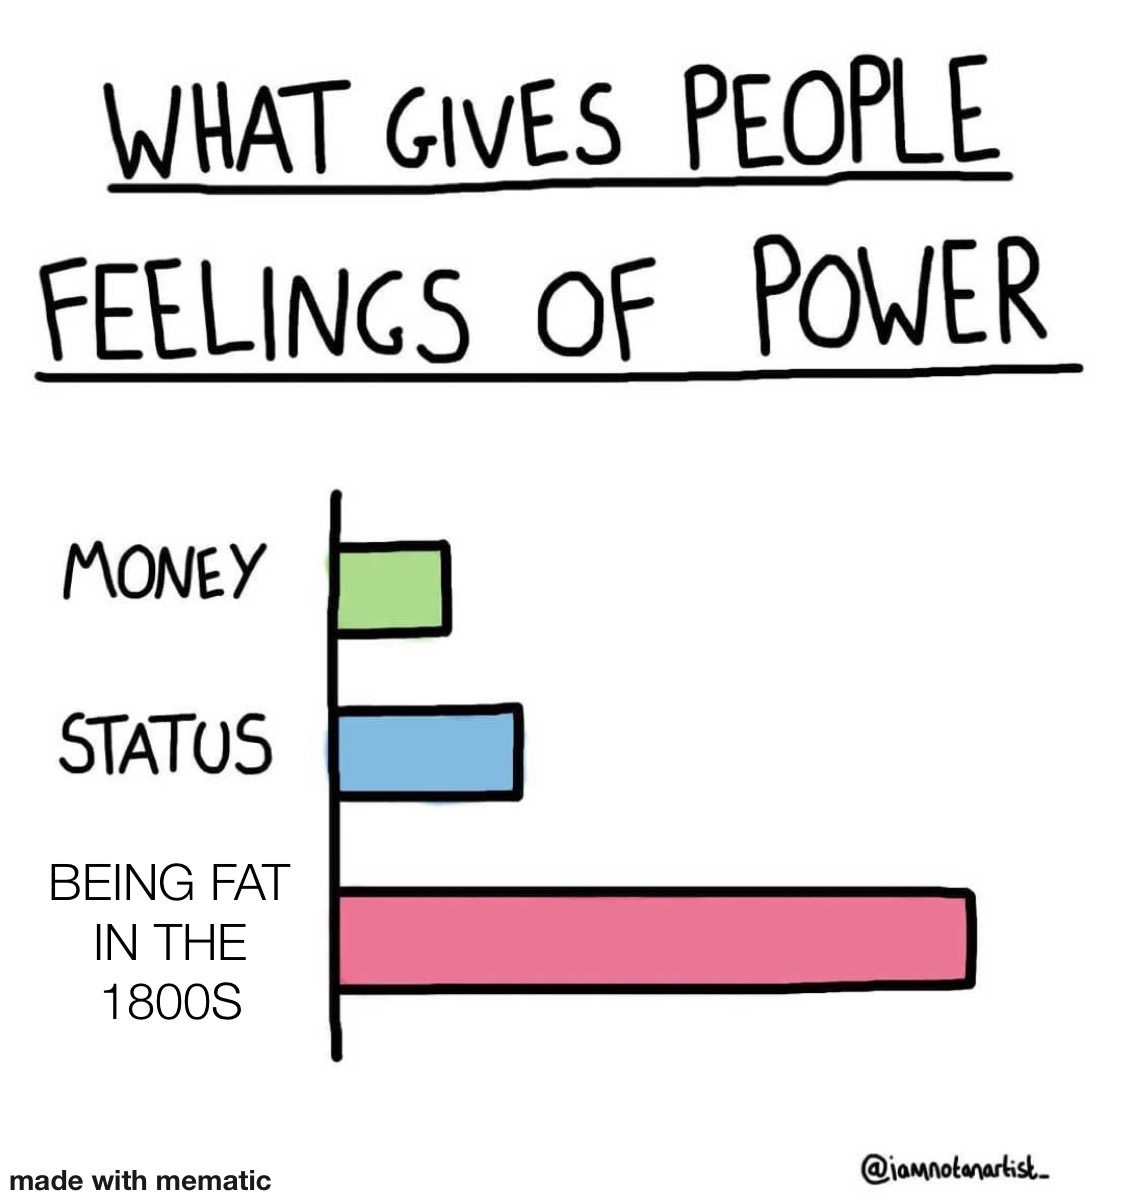 WHAT GIVES PEOPLE
FEELINGS OF POWER
MONEY
STATUS
BEING FAT
IN THE
1800S
made with mematic
@iamnotanartist_